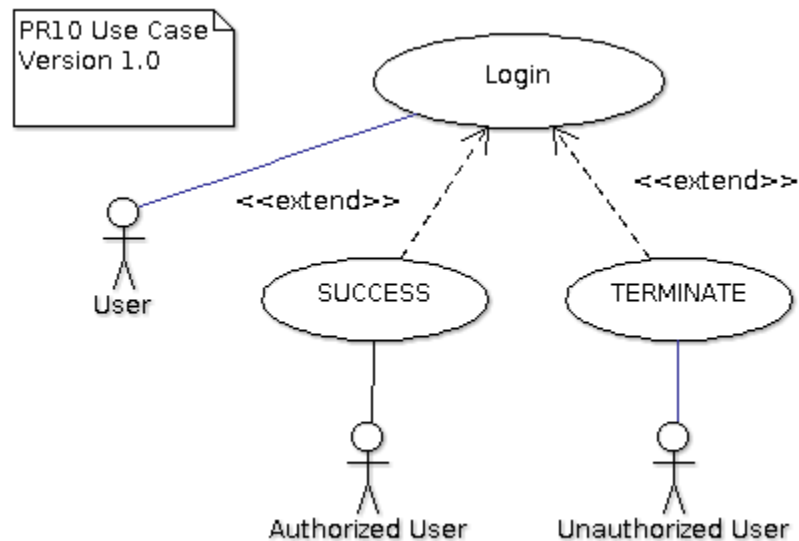 PR10 Use Case
Version 1.0
Login
<<extend>>
<<extend>>
User
SUCCESS
TERMINATE
Authorized User
Unauthorized User